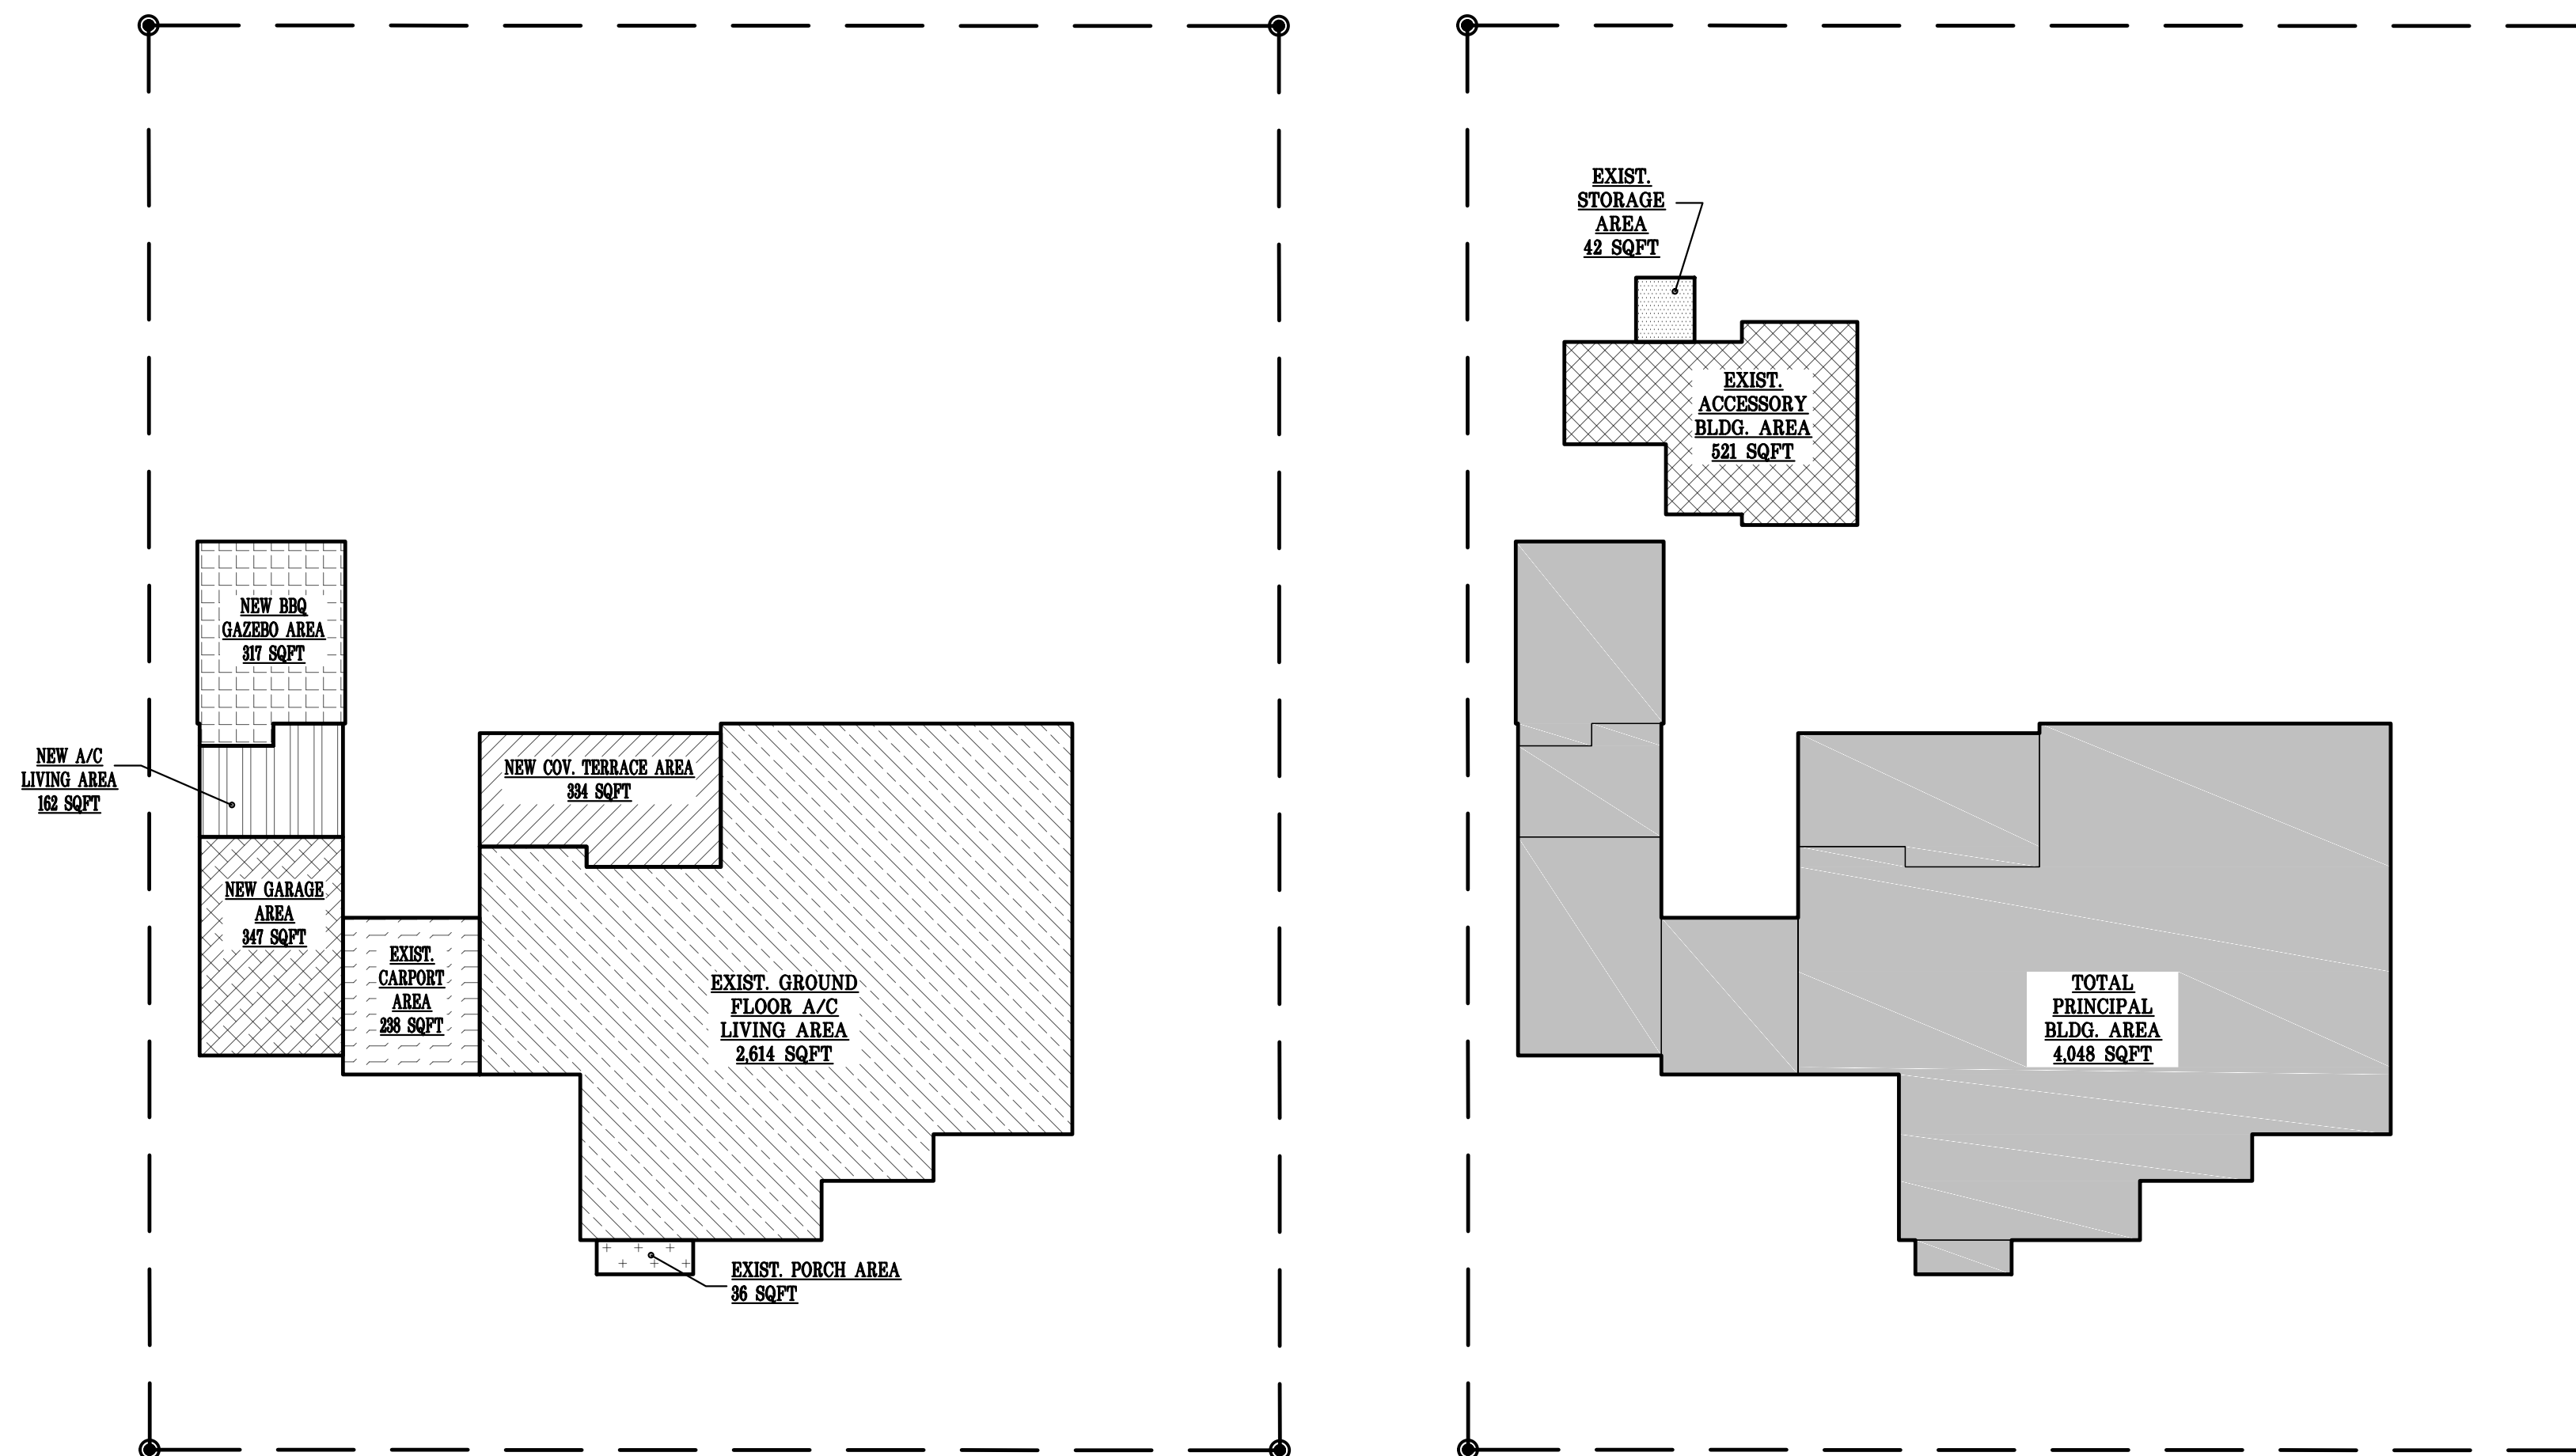 NEW BBQ
GAZEBO AREA
317 SQFT
NEW A/C
LIVING AREA
162 SQFT
NEW COV. TERRACE AREA
334 SQFT
NEW GARAGE
AREA
347 SQFT
EXIST.
CARPORT
AREA
238 SQFT
EXIST. GROUND
FLOOR A/C
LIVING AREA
2,614 SQFT
EXIST. PORCH AREA
36 SQFT
EXIST.
STORAGE
AREA
42 SQFT
EXIST.
ACCESSORY
BLDG. AREA
521 SQFT
TOTAL
PRINCIPAL
BLDG. AREA
4,048 SQFT